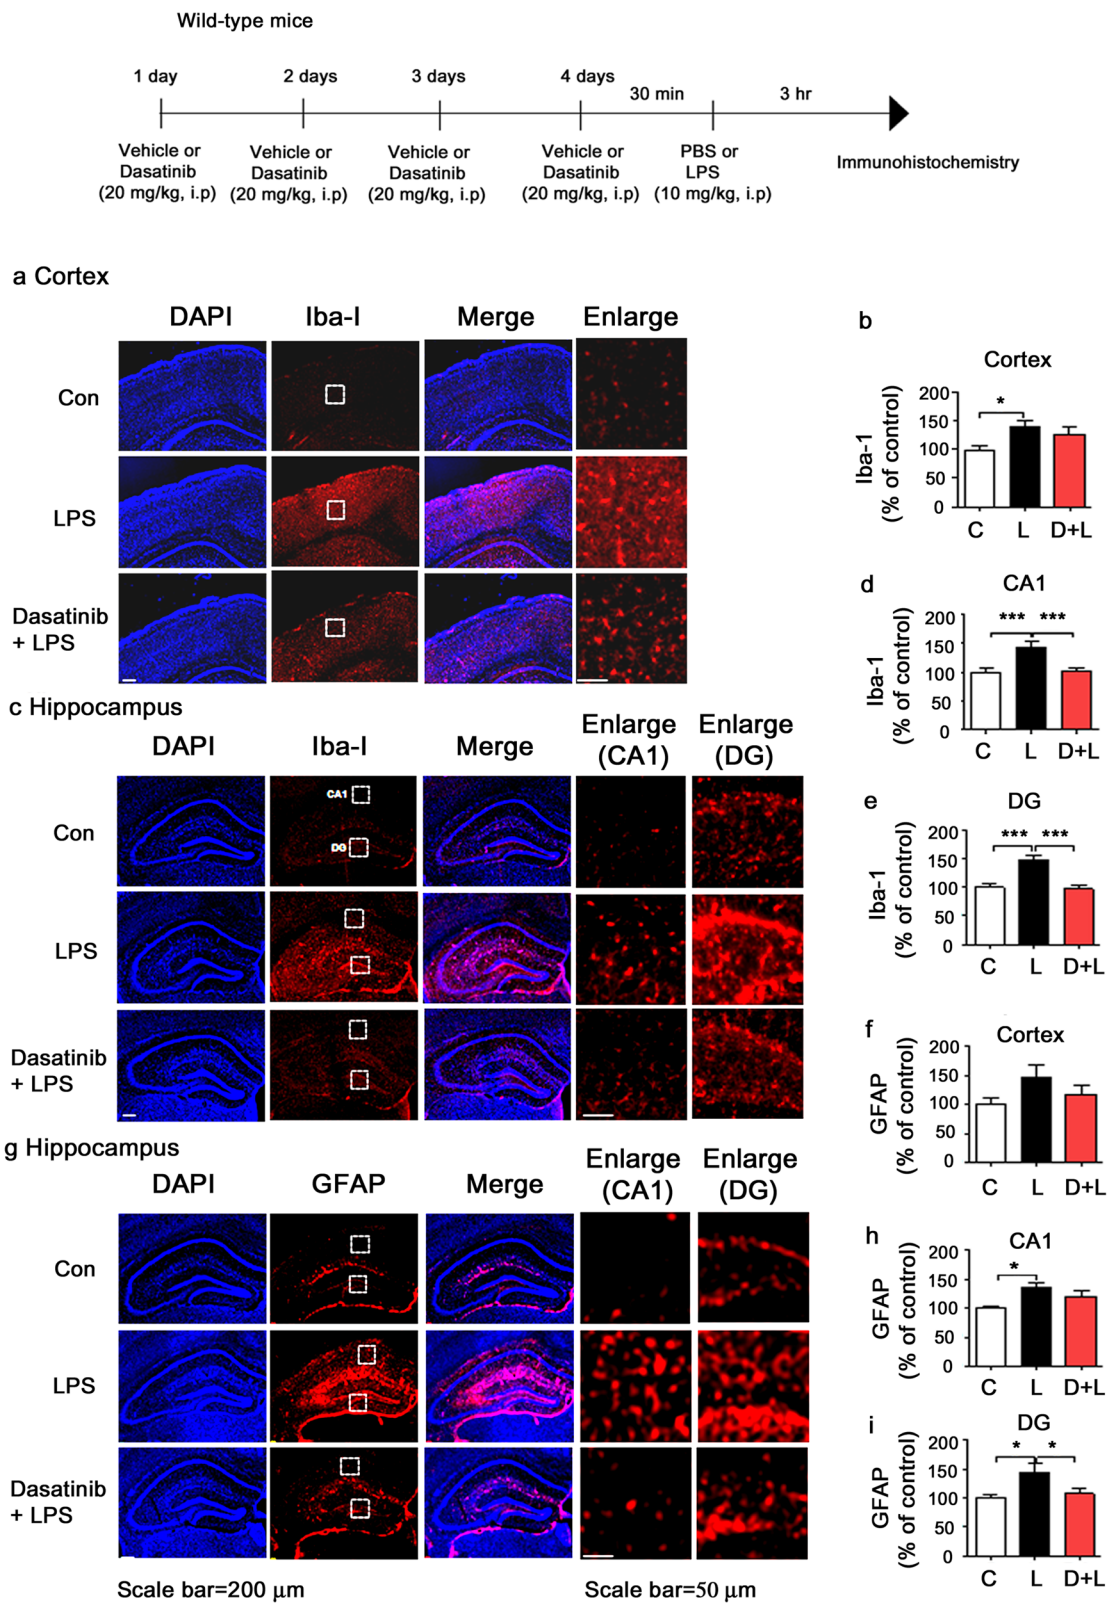 Wild-type mice
1 day 2 days 3 days 4 days 30 min 3 hr
Vehicle or Dasatinib (20 mg/kg, i.p)
Vehicle or Dasatinib (20 mg/kg, i.p)
Vehicle or Dasatinib (20 mg/kg, i.p)
Vehicle or Dasatinib (20 mg/kg, i.p)
PBS or LPS (10 mg/kg, i.p)
Immunohistochemistry
a Cortex
DAPI Iba-I Merge Enlarge
Con
LPS
Dasatinib
+ LPS
b
Cortex
Iba-1
(% of control)
200
150
100
50
0
*
C L D+L
c Hippocampus
DAPI Iba-I Merge Enlarge (CA1) Enlarge (DG)
CA1
DG
Con
LPS
Dasatinib
+ LPS
d
CA1
Iba-1
(% of control)
200
150
100
50
0
*** ***
C L D+L
e
DG
Iba-1
(% of control)
200
150
100
50
0
*** ***
C L D+L
f
Cortex
GFAP
(% of control)
200
150
100
50
0
C L D+L
g Hippocampus
DAPI GFAP Merge Enlarge (CA1) Enlarge (DG)
Con
LPS
Dasatinib
+ LPS
h
CA1
GFAP
(% of control)
200
150
100
50
0
*
C L D+L
i
DG
GFAP
(% of control)
200
150
100
50
0
* *
C L D+L
Scale bar=200 μm Scale bar=50 μm